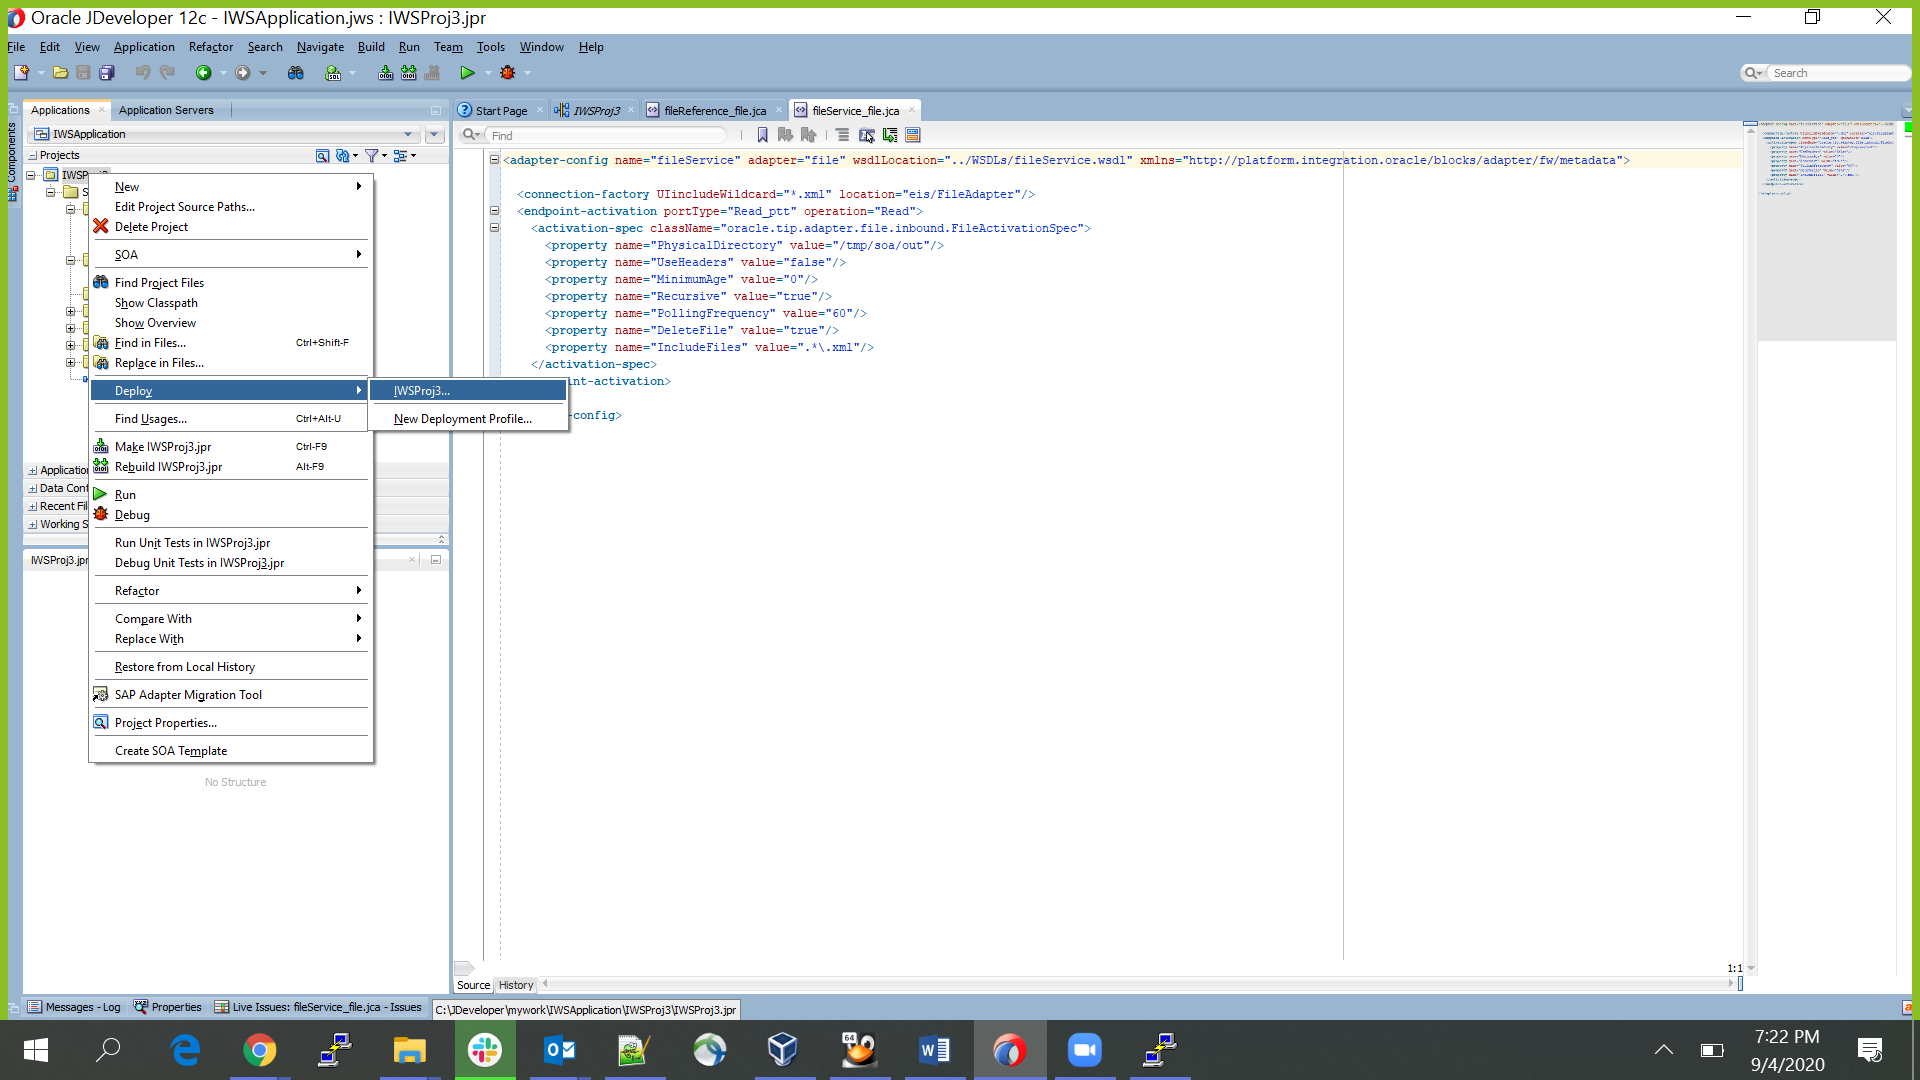 Oracle JDeveloper 12c - IWSApplication.jws : IWSProj3.jpr
File Edit View Application Refactor Search Navigate Build Run Team Tools Window Help
Search
Applications Application Servers
Start Page IWSProj3 fileReference_file.jca fileService_file.jca
Components
IWSApplication
Find
Projects
IWSP
New
Edit Project Source Paths...
Delete Project
SOA
Find Project Files
Show Classpath
Show Overview
Find in Files... Ctrl+Shift-F
Replace in Files...
Deploy
Find Usages... Ctrl+Alt-U
Make IWSProj3.jpr Ctrl-F9
Rebuild IWSProj3.jpr Alt-F9
Run
Debug
Run Unit Tests in IWSProj3.jpr
Debug Unit Tests in IWSProj3.jpr
Refactor
Compare With
Replace With
Restore from Local History
SAP Adapter Migration Tool
Project Properties...
Create SOA Template
IWSProj3...
New Deployment Profile...
Application
Data Cont
Recent Fil
Working S
IWSProj3.jpr
No Structure
<adapter-config name="fileService" adapter="file" wsdlLocation="../WSDLs/fileService.wsdl" xmlns="http://platform.integration.oracle/blocks/adapter/fw/metadata">
<connection-factory UIincludeWildcard="*.xml" location="eis/FileAdapter"/>
<endpoint-activation portType="Read_ptt" operation="Read">
<activation-spec className="oracle.tip.adapter.file.inbound.FileActivationSpec">
<property name="PhysicalDirectory" value="/tmp/soa/out"/>
<property name="UseHeaders" value="false"/>
<property name="MinimumAge" value="0"/>
<property name="Recursive" value="true"/>
<property name="PollingFrequency" value="60"/>
<property name="DeleteFile" value="true"/>
<property name="IncludeFiles" value=".*\.xml"/>
</activation-spec>
nt-activation>
-config>
1:1
Source History
Messages - Log Properties Live Issues: fileService_file.jca - Issues C:\JDeveloper\mywork\IWSApplication\IWSProj3\IWSProj3.jpr
7:22 PM
9/4/2020